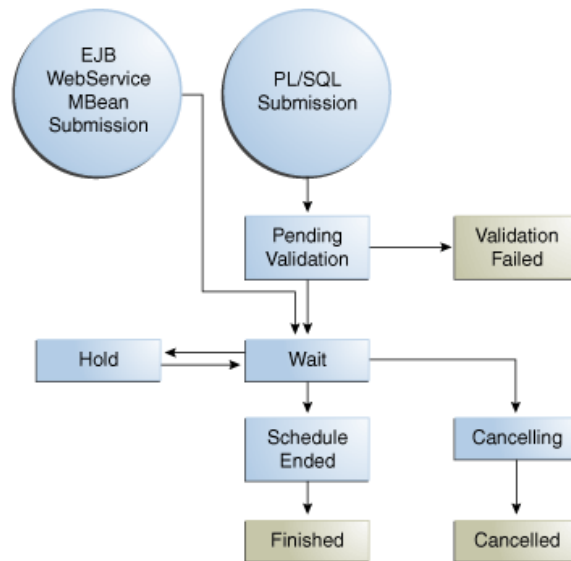 EJB
WebService
MBean
Submission
PL/SQL
Submission
Pending
Validation
Validation
Failed
Hold
Wait
Schedule
Ended
Cancelling
Finished
Cancelled